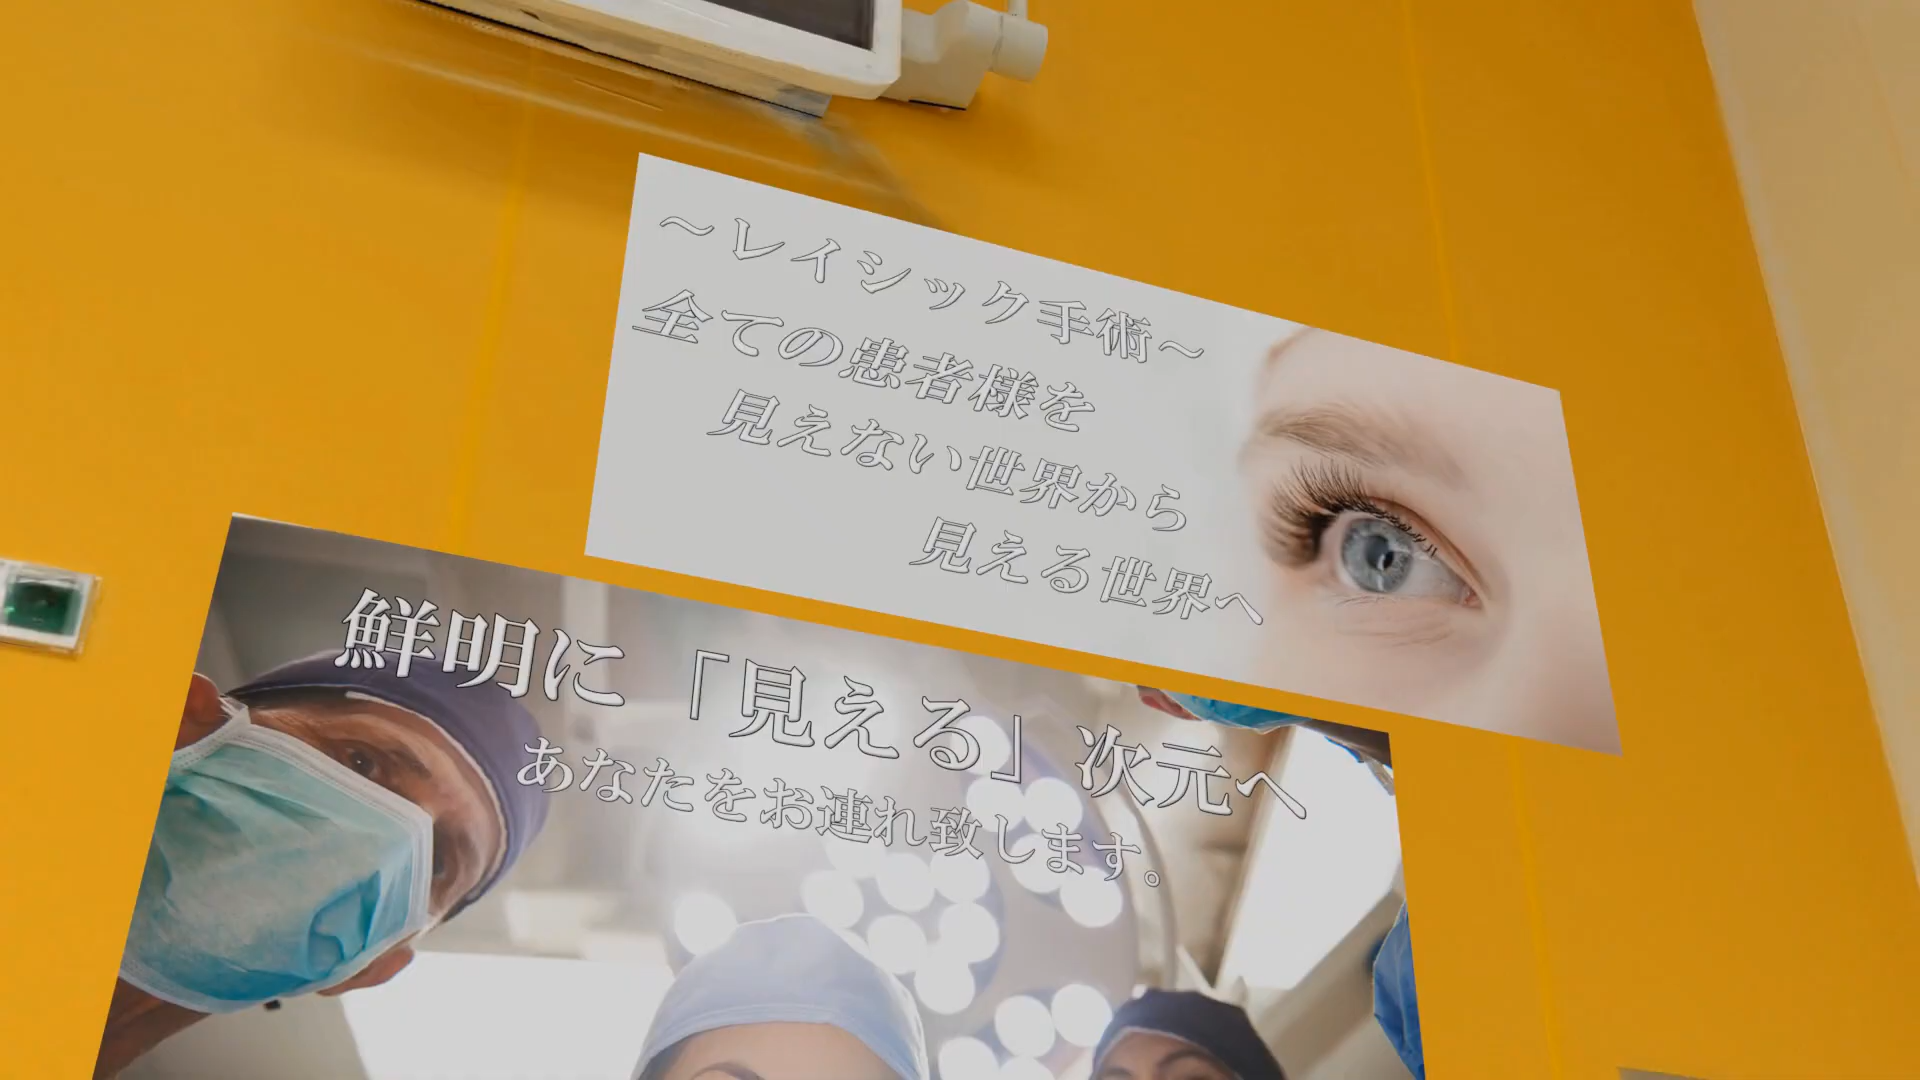 ～レイシック手術～
全ての患者様を
見えない世界から
見える世界へ
鮮明に「見える」次元へ
あなたをお連れ致します。